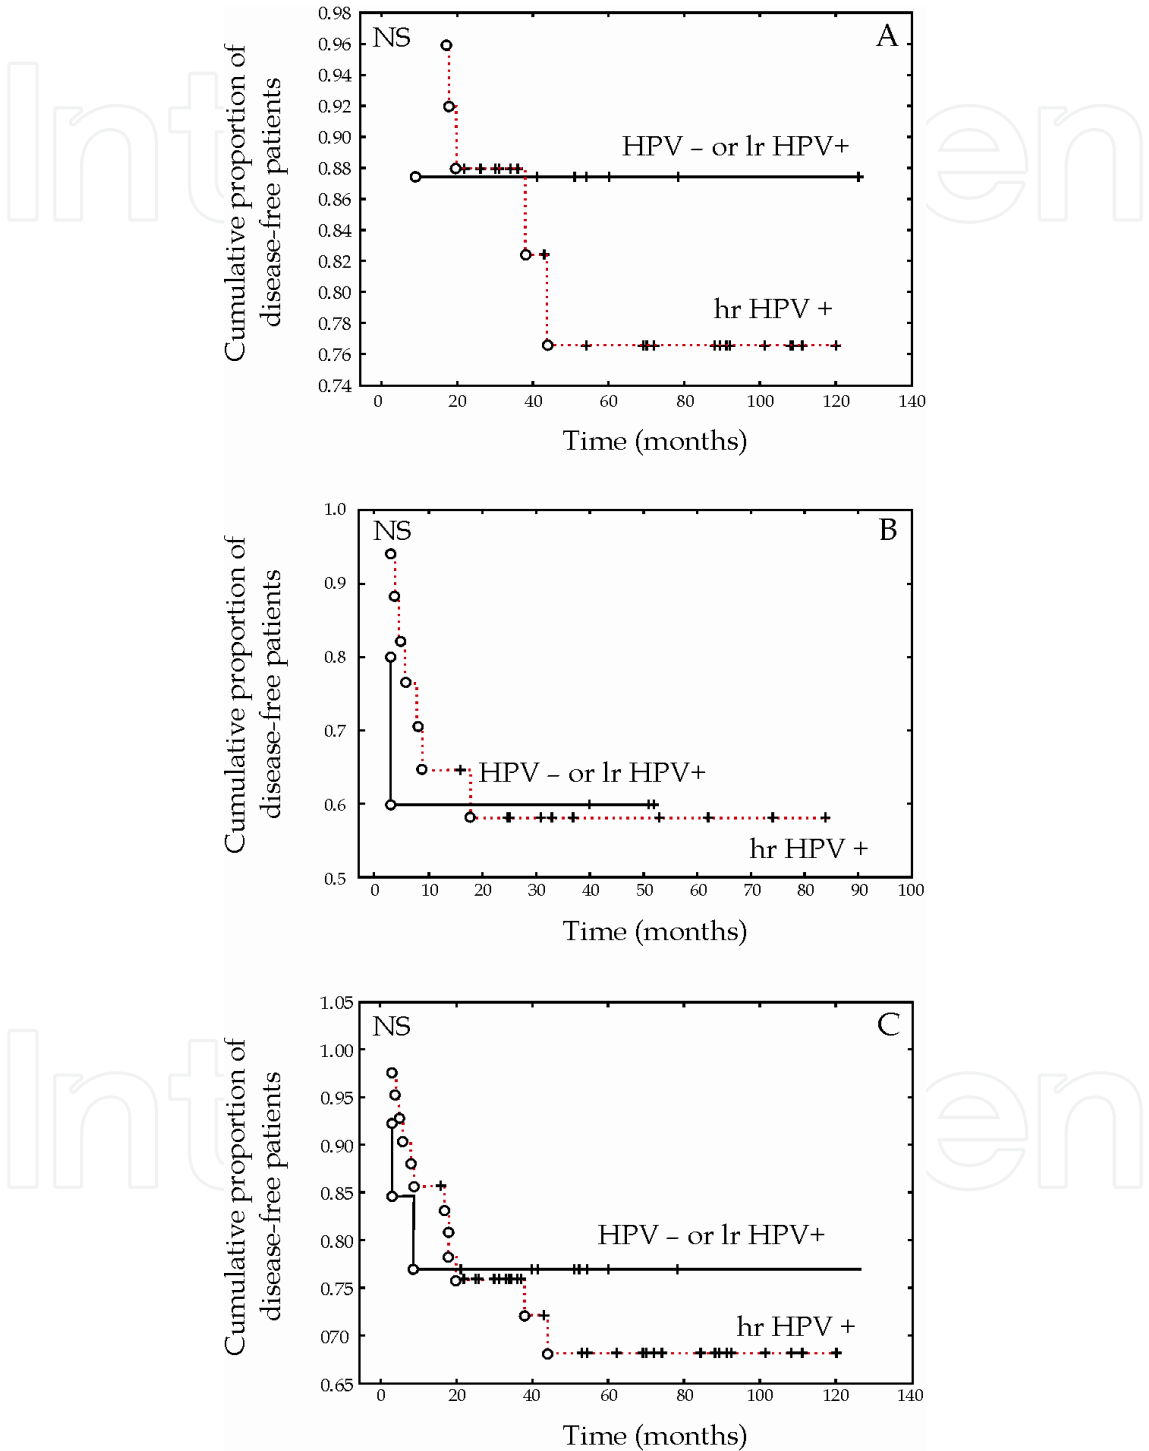 Cumulative proportion of
disease-free patients
0.98
0.96
0.94
0.92
0.90
0.88
0.86
0.84
0.82
0.80
0.78
0.76
0.74
NS
A
HPV – or lr HPV+
hr HPV +
0 20 40 60 80 100 120 140
Time (months)
Cumulative proportion of
disease-free patients
1.0
0.9
0.8
0.7
0.6
0.5
NS
B
HPV – or lr HPV+
hr HPV +
0 10 20 30 40 50 60 70 80 90 100
Time (months)
Cumulative proportion of
disease-free patients
1.05
1.00
0.95
0.90
0.85
0.80
0.75
070
0.65
NS
C
HPV – or lr HPV+
hr HPV +
0 20 40 60 80 100 120 140
Time (months)